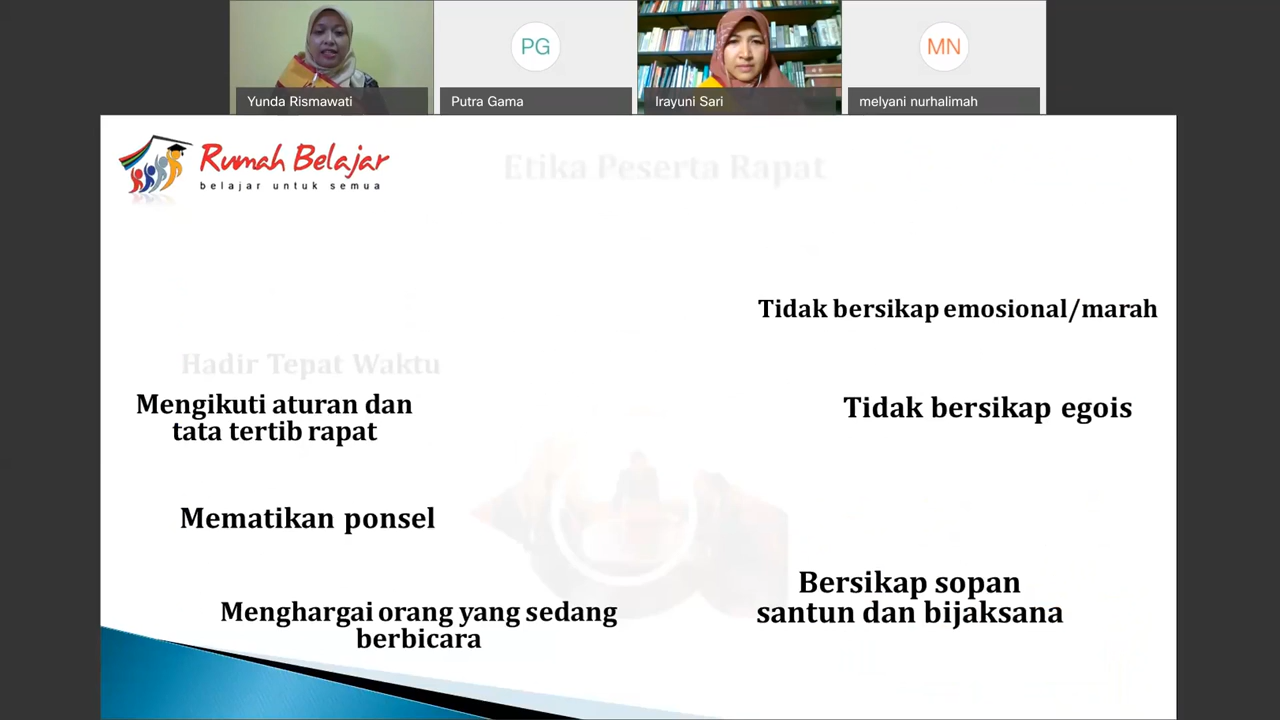 PG
MN
Yunda Rismawati
Putra Gama
Irayuni Sari
melyani nurhalimah
Rumah Belajar
belajar untuk semua
Etika Peserta Rapat
Tidak bersikap emosional/marah
Hadir Tepat Waktu
Mengikuti aturan dan
tata tertib rapat
Tidak bersikap egois
Mematikan ponsel
Bersikap sopan
santun dan bijaksana
Menghargai orang yang sedang
berbicara